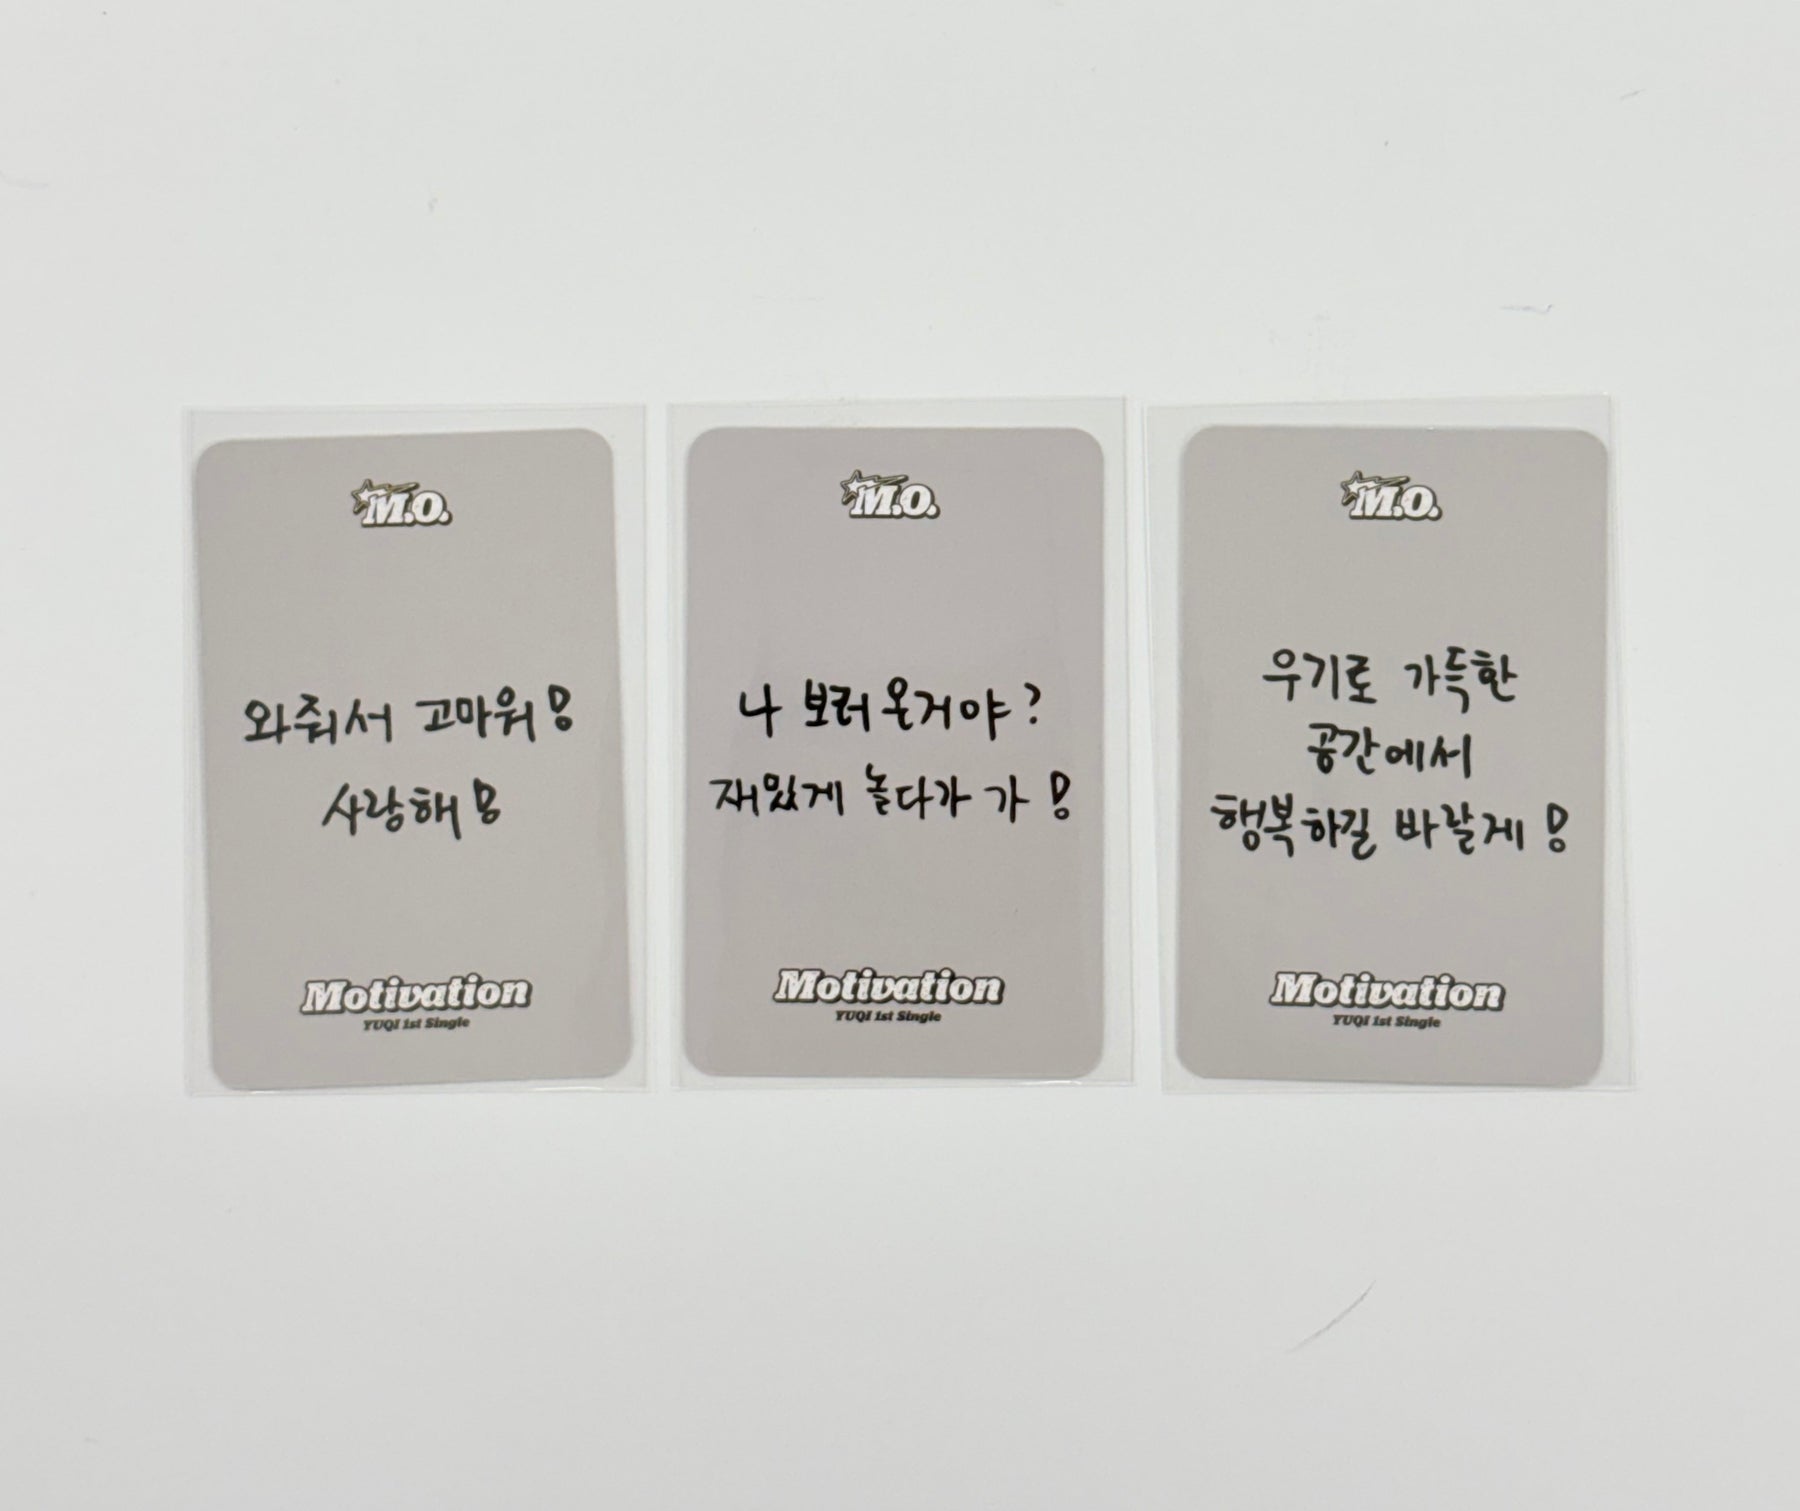 M.O.
와줘서 고마워!
사랑해!
Motivation
YUQI 1st Single
M.O.
나 보러 온거야?
재밌게 놀다가 가!
Motivation
YUQI 1st Single
M.O.
우기로 가득한
공간에서
행복하길 바랄게!
Motivation
YUQI 1st Single